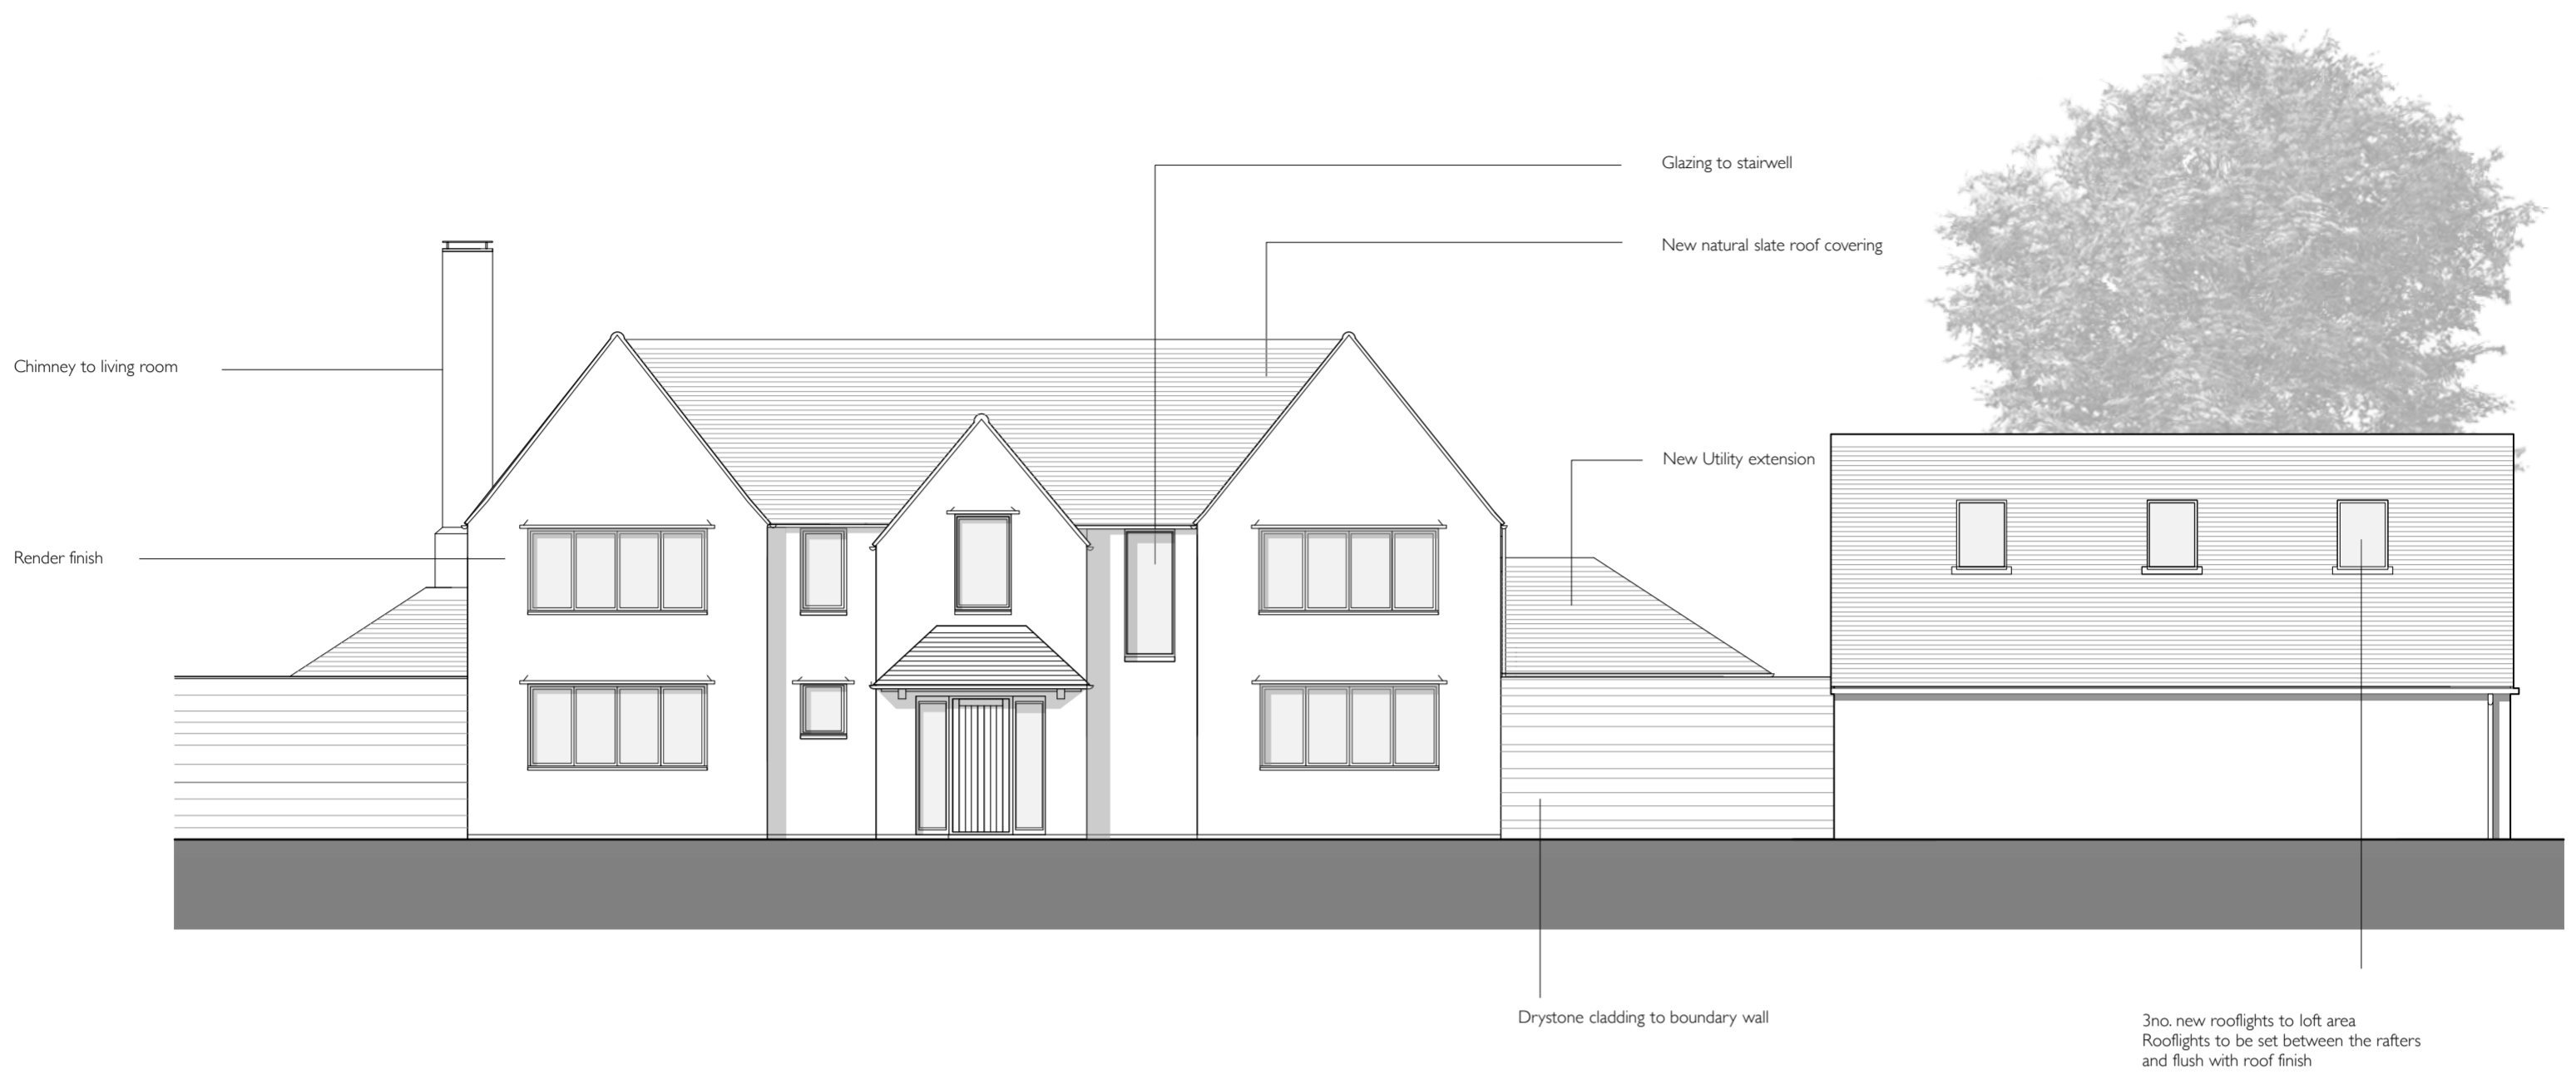 Glazing to stairwell
New natural slate roof covering
Chimney to living room
New Utility extension
Render finish
Drystone cladding to boundary wall
3no. new rooflights to loft area
Rooflights to be set between the rafters
and flush with roof finish